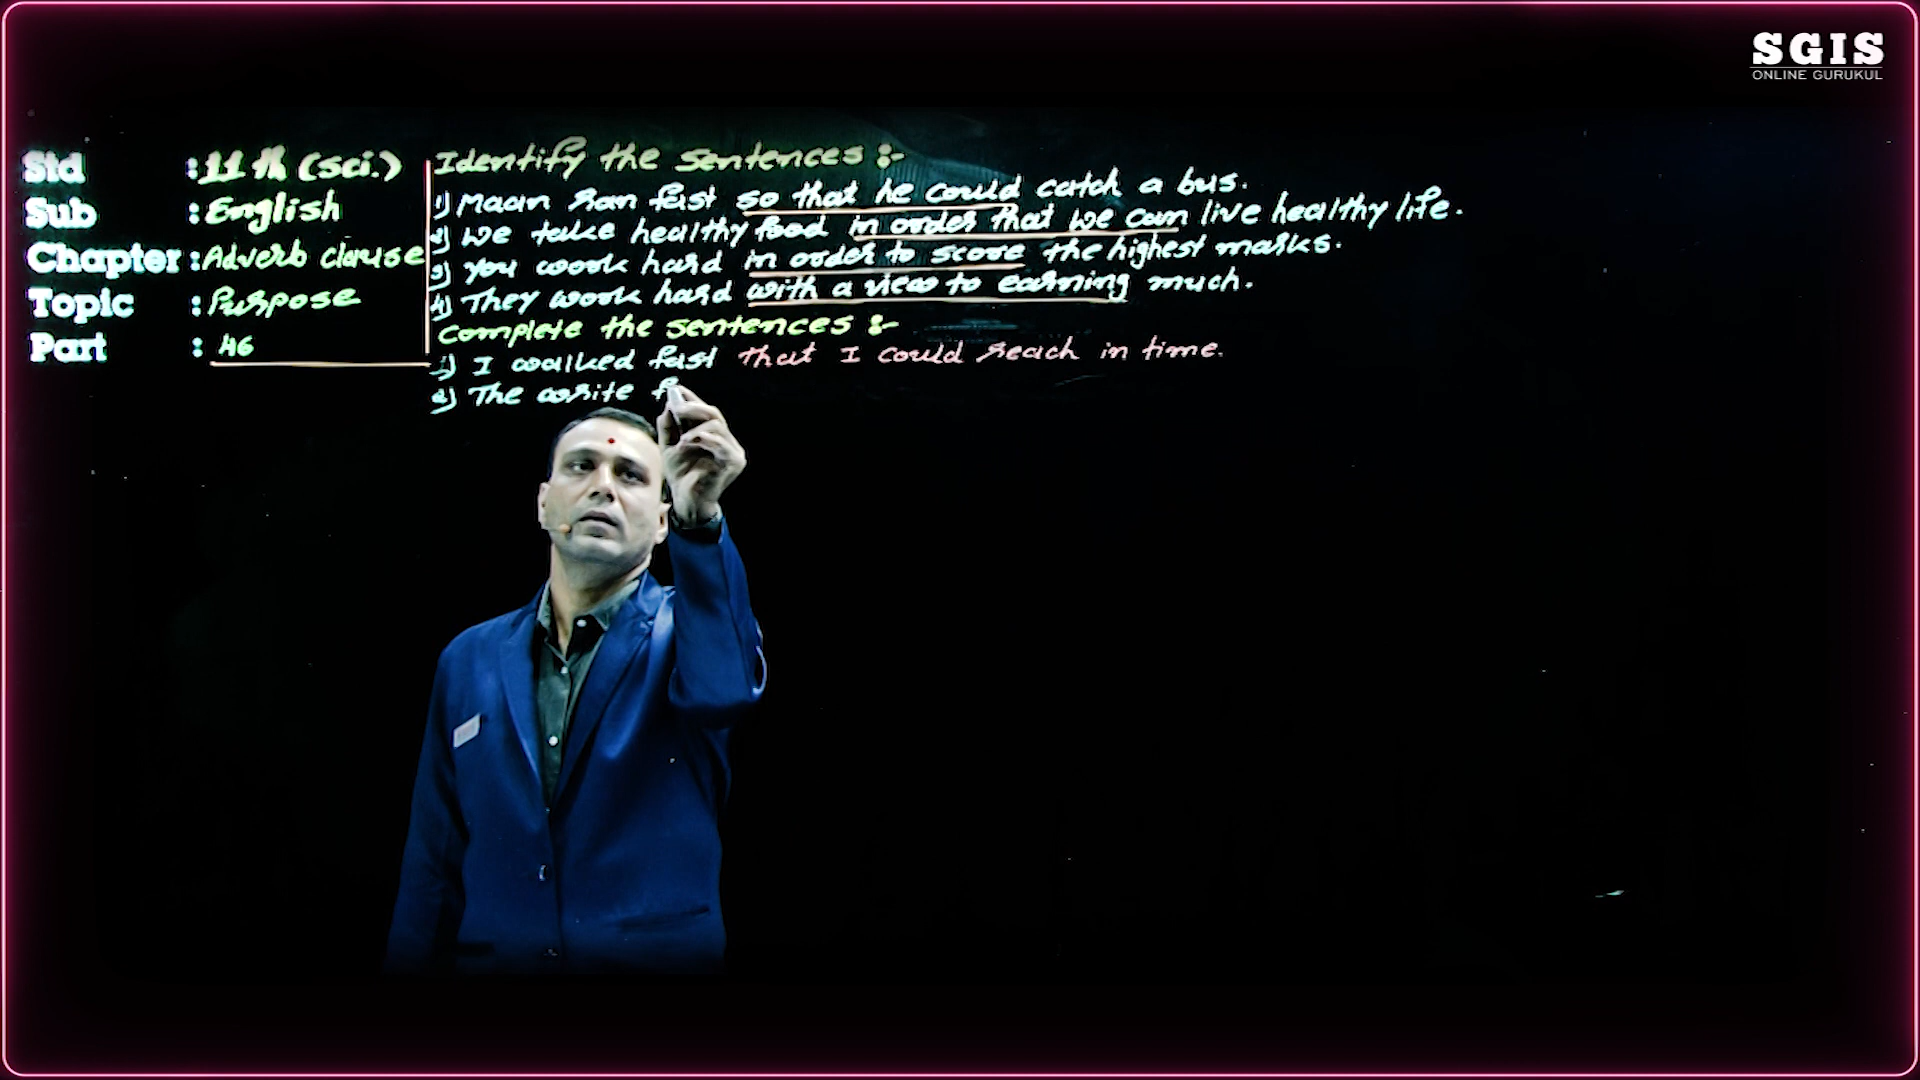 SGIS
ONLINE GURUKUL
Std : 11th (sci.)
Sub : English
Chapter : Adverb clause
Topic : Purpose
Part : 46
Identify the sentences :-
1) Maan ran fast so that he could catch a bus.
2) We take healthy food in order that we can live healthy life.
3) You work hard in order to score the highest marks.
4) They work hard with a view to earning much.
Complete the sentences :-
1) I walked fast that I could reach in time.
2) The write f